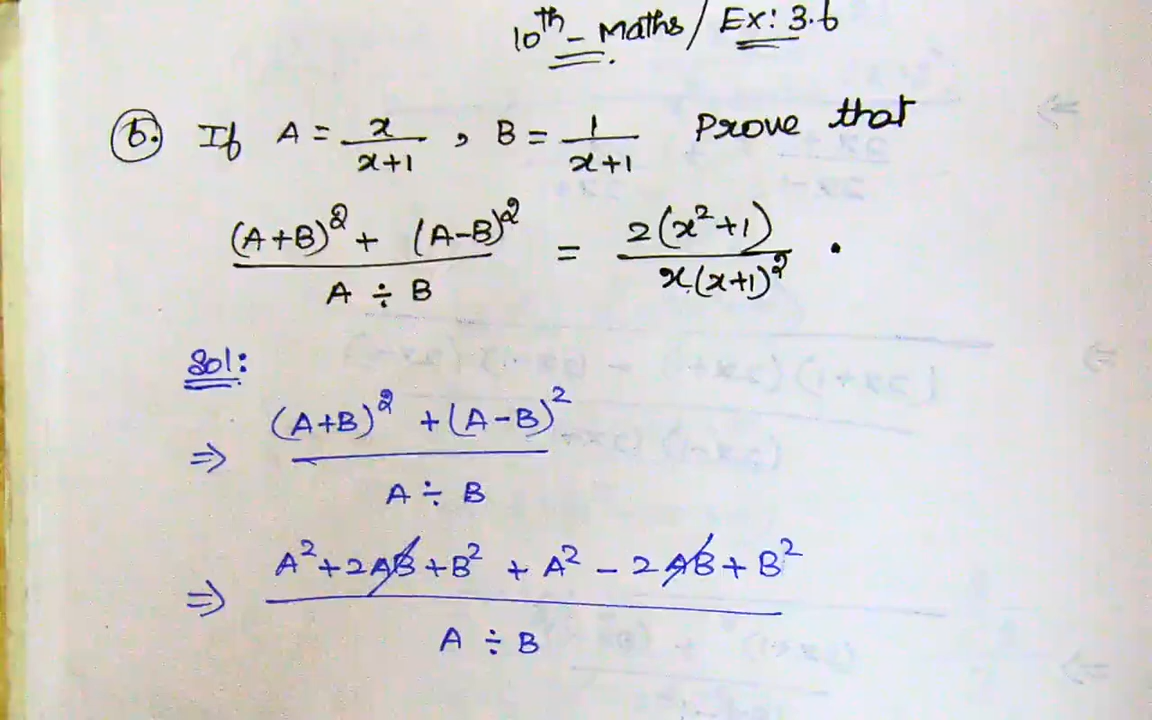 10th - Maths / Ex: 3.6
6. If A = x/(x+1) , B = 1/(x+1) Prove that
((A+B)² + (A-B)²)/(A ÷ B) = 2(x²+1)/(x(x+1)²) .
Sol:
⇒ ((A+B)² + (A-B)²)/(A ÷ B)
⇒ (A² + 2AB + B² + A² - 2AB + B²)/(A ÷ B)